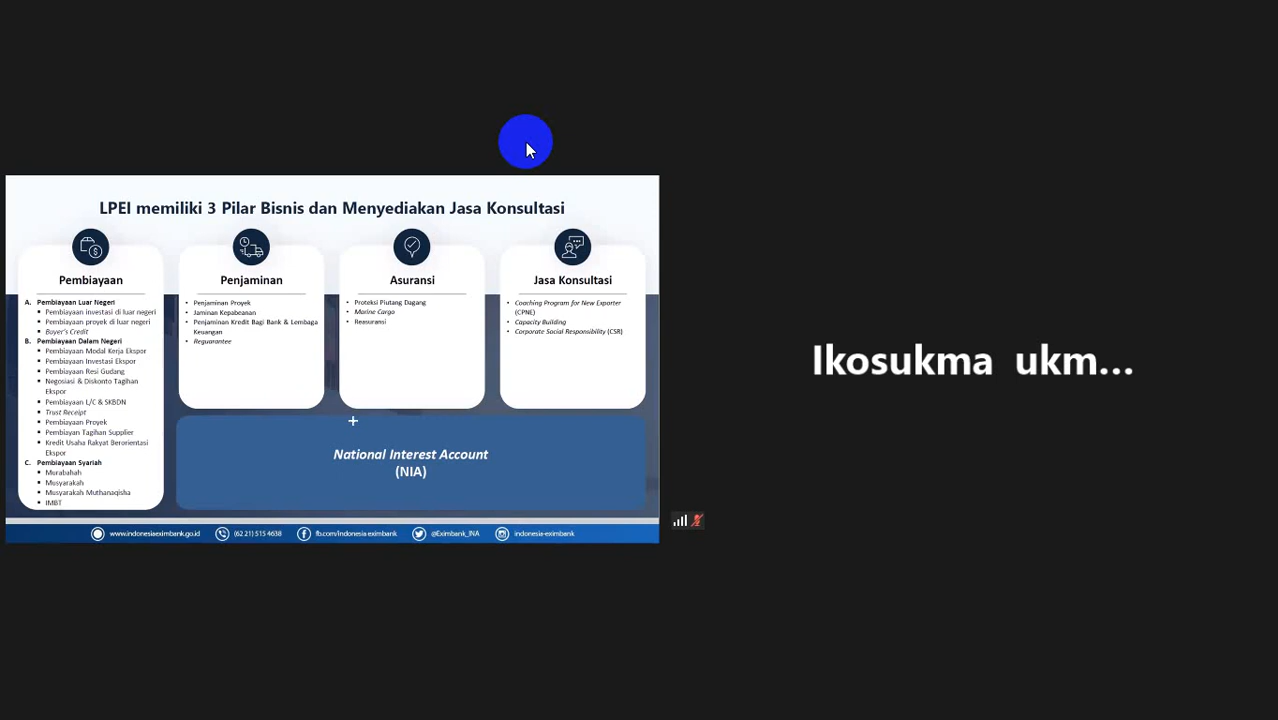 LPEI memiliki 3 Pilar Bisnis dan Menyediakan Jasa Konsultasi
Pembiayaan
A. Pembiayaan Luar Negeri
▪ Pembiayaan investasi di luar negeri
▪ Pembiayaan proyek di luar negeri
▪ Buyer's Credit
B. Pembiayaan Dalam Negeri
▪ Pembiayaan Modal Kerja Ekspor
▪ Pembiayaan Investasi Ekspor
▪ Pembiayaan Resi Gudang
▪ Negosiasi & Diskonto Tagihan
Ekspor
▪ Pembiayaan L/C & SKBDN
▪ Trust Receipt
▪ Pembiayaan Proyek
▪ Pembiayan Tagihan Supplier
▪ Kredit Usaha Rakyat Berorientasi
Ekspor
C. Pembiayaan Syariah
▪ Murabahah
▪ Musyarakah
▪ Musyarakah Muthanaqisha
▪ IMBT
Penjaminan
• Penjaminan Proyek
• Jaminan Kepabeanan
• Penjaminan Kredit Bagi Bank & Lembaga
Keuangan
• Reguarantee
Asuransi
• Proteksi Piutang Dagang
• Marine Cargo
• Reasuransi
Jasa Konsultasi
• Coaching Program for New Exporter
(CPNE)
• Capacity Building
• Corporate Social Responsibility (CSR)
National Interest Account
(NIA)
www.indonesiaeximbank.go.id
(62 21) 515 4638
fb.com/indonesia-eximbank
@Eximbank_INA
indonesia-eximbank
Ikosukma ukm...